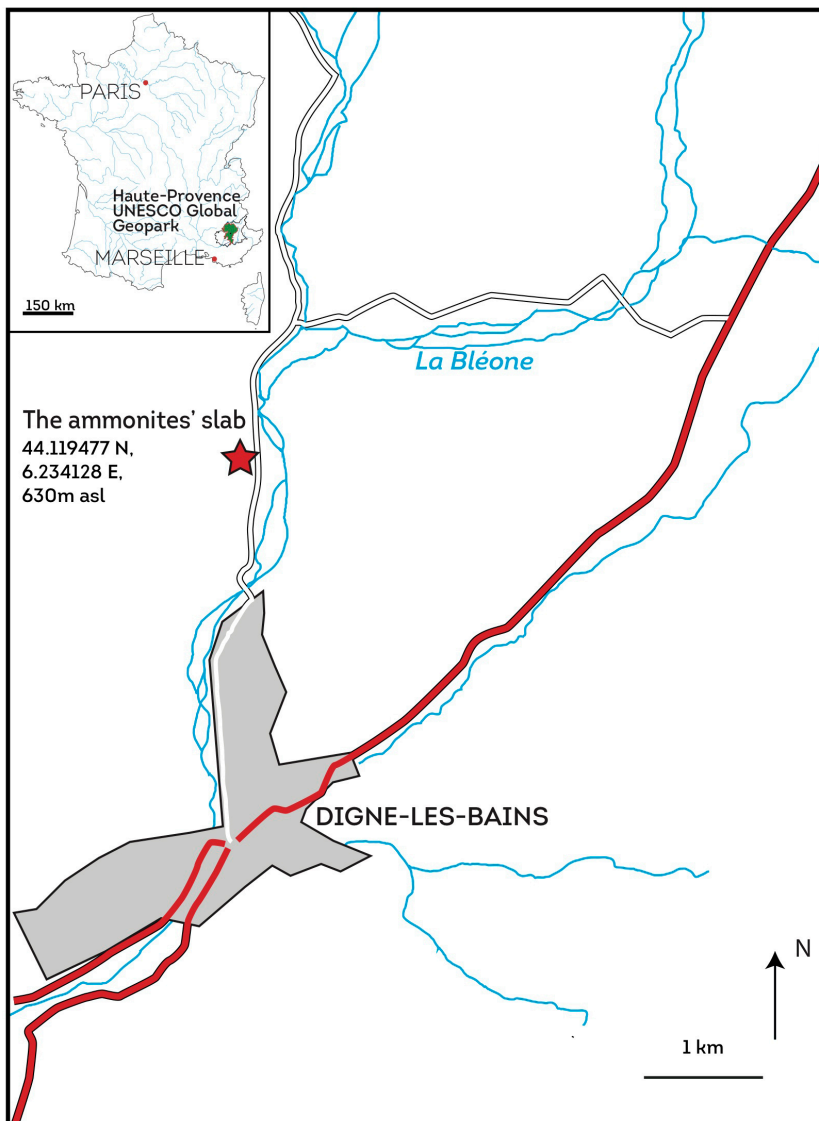 PARIS
Haute-Provence
UNESCO Global
Geopark
MARSEILLE
150 km
La Bléone
The ammonites' slab
44.119477 N,
6.234128 E,
630m asl
DIGNE-LES-BAINS
N
1 km